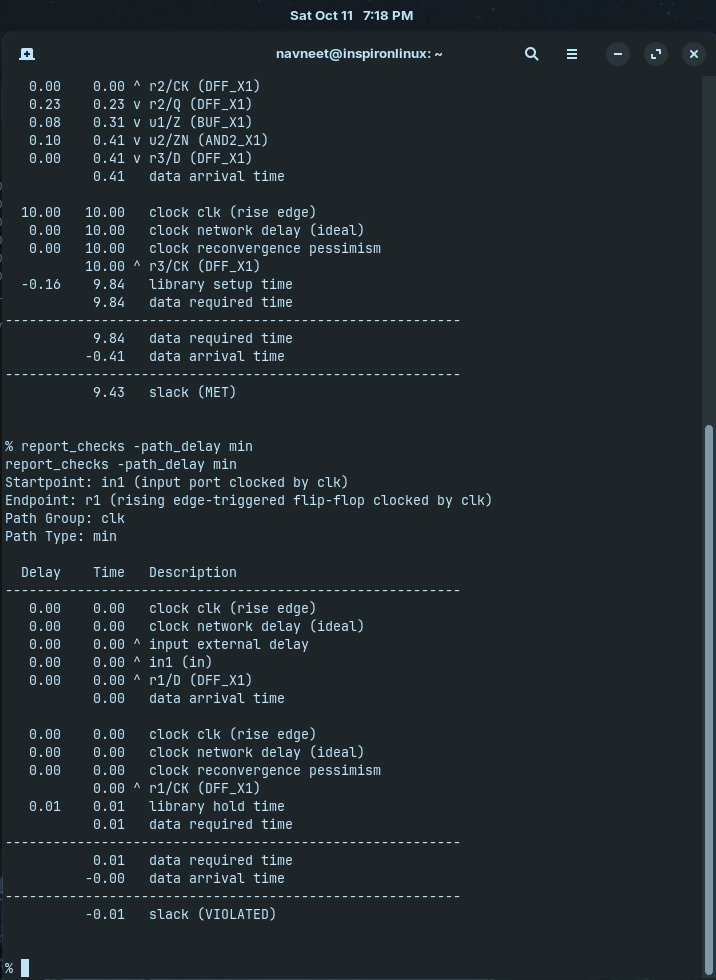 Sat Oct 11 7:18 PM
navneet@inspironlinux: ~
0.00 0.00 ^ r2/CK (DFF_X1)
0.23 0.23 v r2/Q (DFF_X1)
0.08 0.31 v u1/Z (BUF_X1)
0.10 0.41 v u2/ZN (AND2_X1)
0.00 0.41 v r3/D (DFF_X1)
0.41 data arrival time
10.00 10.00 clock clk (rise edge)
0.00 10.00 clock network delay (ideal)
0.00 10.00 clock reconvergence pessimism
10.00 ^ r3/CK (DFF_X1)
-0.16 9.84 library setup time
9.84 data required time
---------------------------------------------------------
9.84 data required time
-0.41 data arrival time
---------------------------------------------------------
9.43 slack (MET)
% report_checks -path_delay min
report_checks -path_delay min
Startpoint: in1 (input port clocked by clk)
Endpoint: r1 (rising edge-triggered flip-flop clocked by clk)
Path Group: clk
Path Type: min
Delay Time Description
---------------------------------------------------------
0.00 0.00 clock clk (rise edge)
0.00 0.00 clock network delay (ideal)
0.00 0.00 ^ input external delay
0.00 0.00 ^ in1 (in)
0.00 0.00 ^ r1/D (DFF_X1)
0.00 data arrival time
0.00 0.00 clock clk (rise edge)
0.00 0.00 clock network delay (ideal)
0.00 0.00 clock reconvergence pessimism
0.00 ^ r1/CK (DFF_X1)
0.01 0.01 library hold time
0.01 data required time
---------------------------------------------------------
0.01 data required time
-0.00 data arrival time
---------------------------------------------------------
-0.01 slack (VIOLATED)
%